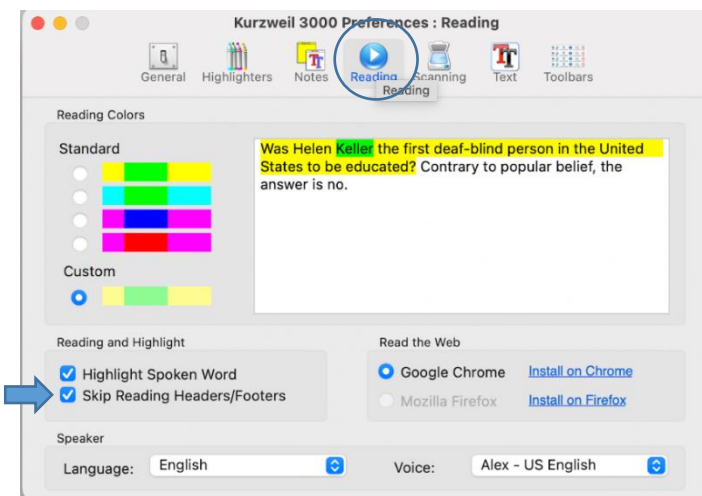 Kurzweil 3000 Preferences : Reading
General Highlighters Notes Reading Scanning Text Toolbars
Reading
Reading Colors
Standard
Was Helen Keller the first deaf-blind person in the United
States to be educated? Contrary to popular belief, the
answer is no.
Custom
Reading and Highlight
Highlight Spoken Word
Skip Reading Headers/Footers
Read the Web
Google Chrome Install on Chrome
Mozilla Firefox Install on Firefox
Speaker
Language: English Voice: Alex - US English